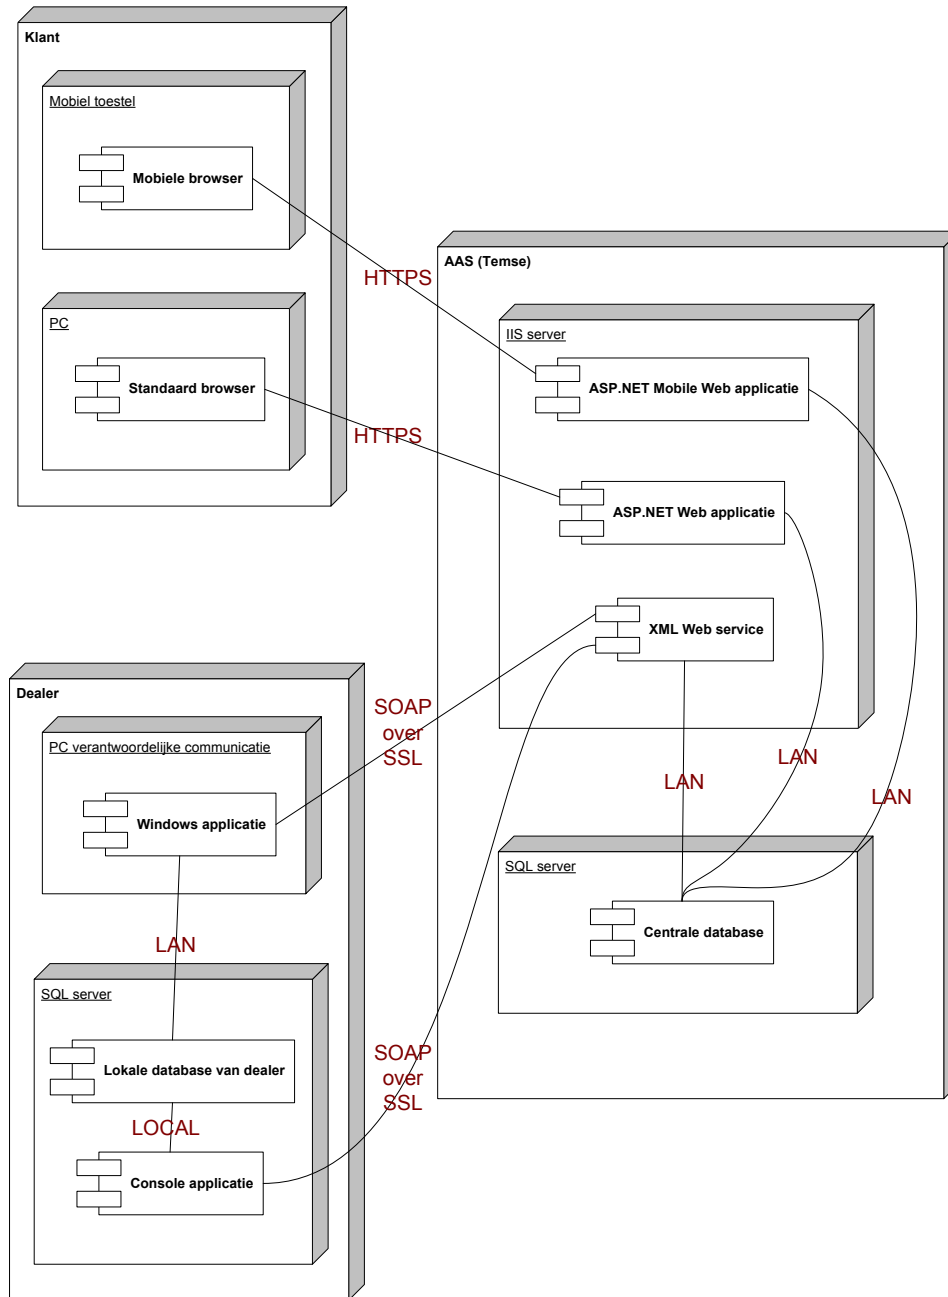 Klant
Mobiel toestel
Mobiele browser
PC
Standaard browser
HTTPS
HTTPS
AAS (Temse)
IIS server
ASP.NET Mobile Web applicatie
ASP.NET Web applicatie
XML Web service
LAN
LAN
LAN
SQL server
Centrale database
Dealer
PC verantwoordelijke communicatie
Windows applicatie
SOAP
over
SSL
LAN
SQL server
Lokale database van dealer
LOCAL
Console applicatie
SOAP
over
SSL